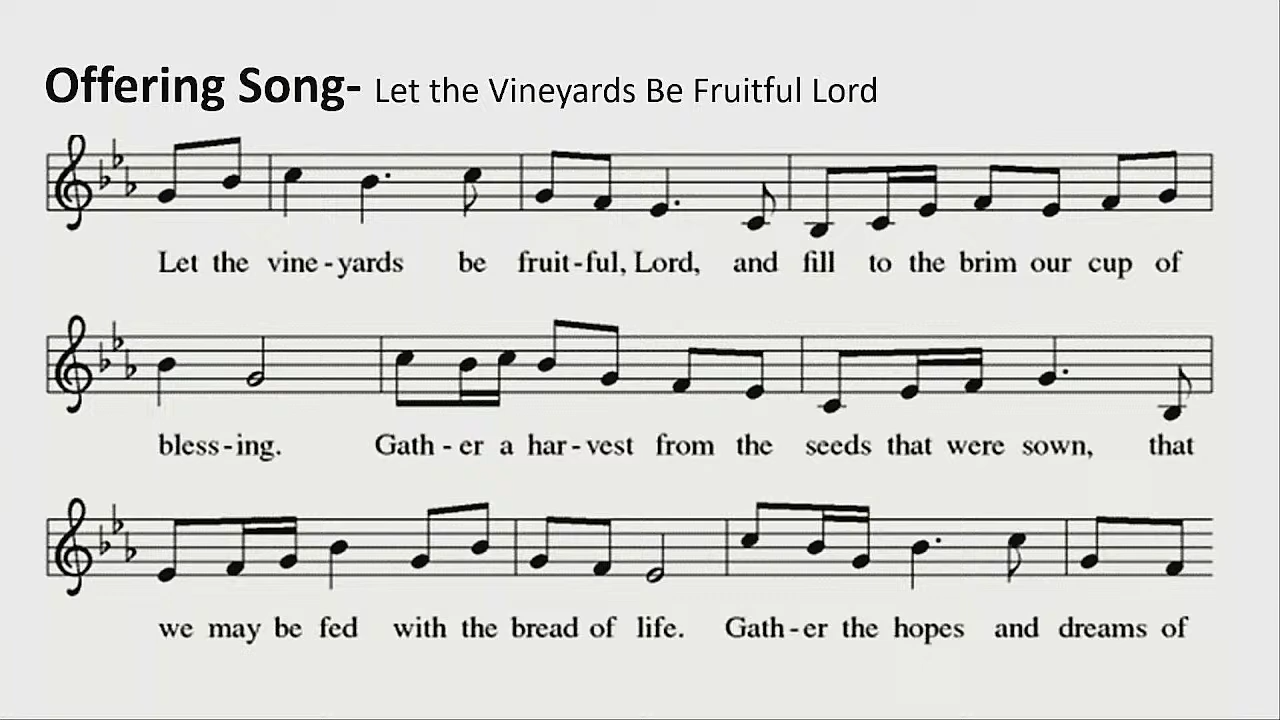 Offering Song- Let the Vineyards Be Fruitful Lord
Let the vine-yards be fruit-ful, Lord, and fill to the brim our cup of
bless-ing. Gath-er a har-vest from the seeds that were sown, that
we may be fed with the bread of life. Gath-er the hopes and dreams of